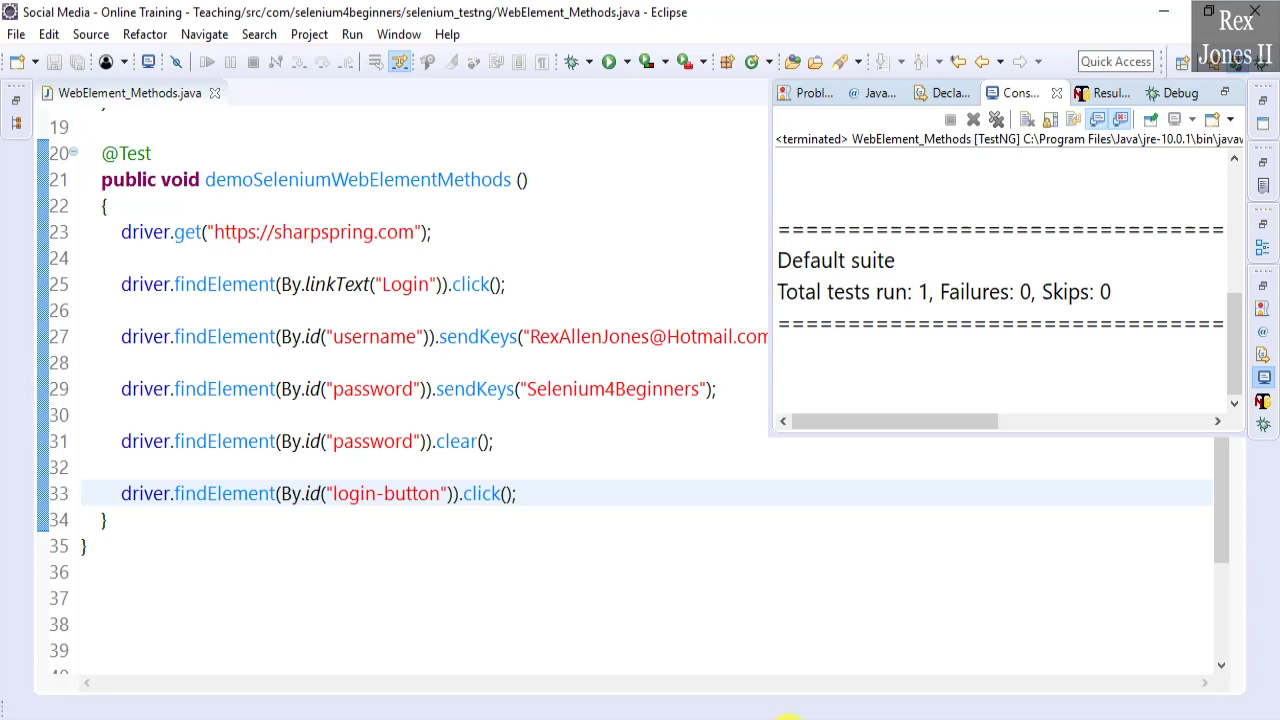 Social Media - Online Training - Teaching/src/com/selenium4beginners/selenium_testng/WebElement_Methods.java - Eclipse
Rex
Jones II
File Edit Source Refactor Navigate Search Project Run Window Help
Quick Access
WebElement_Methods.java
Probl... Java... Decla... Cons... Resul... Debug
<terminated> WebElement_Methods [TestNG] C:\Program Files\Java\jre-10.0.1\bin\javaw
19
20 @Test
21 public void demoSeleniumWebElementMethods ()
22 {
23 driver.get("https://sharpspring.com");
24
25 driver.findElement(By.linkText("Login")).click();
26
27 driver.findElement(By.id("username")).sendKeys("RexAllenJones@Hotmail.com
28
29 driver.findElement(By.id("password")).sendKeys("Selenium4Beginners");
30
31 driver.findElement(By.id("password")).clear();
32
33 driver.findElement(By.id("login-button")).click();
34 }
35 }
36
37
38
39
===============================
Default suite
Total tests run: 1, Failures: 0, Skips: 0
===============================